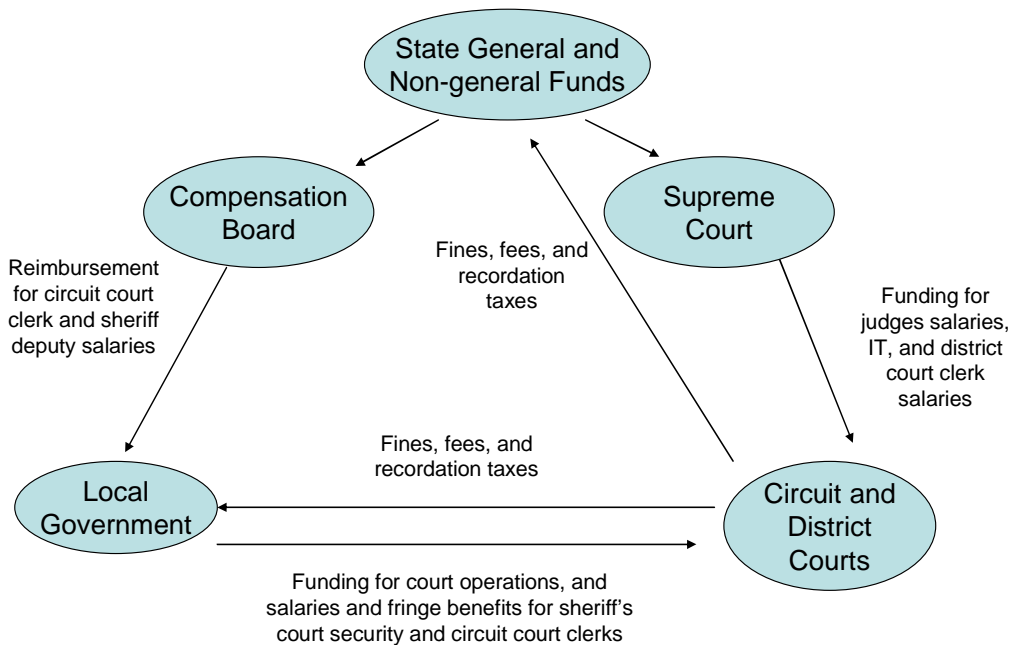 State General and
Non-general Funds
Compensation
Board
Supreme
Court
Fines, fees, and
recordation
taxes
Reimbursement
for circuit court
clerk and sheriff
deputy salaries
Funding for
judges salaries,
IT, and district
court clerk
salaries
Fines, fees, and
recordation taxes
Local
Government
Circuit and
District
Courts
Funding for court operations, and
salaries and fringe benefits for sheriff's
court security and circuit court clerks